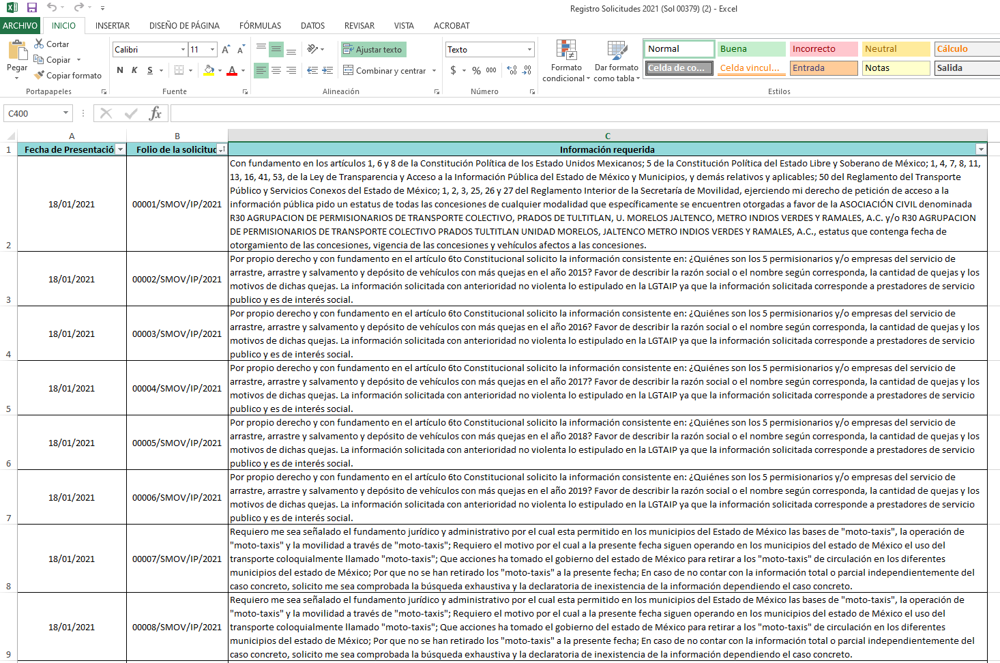 Registro Solicitudes 2021 (Sol 00379) (2) - Excel
ARCHIVO INICIO INSERTAR DISEÑO DE PÁGINA FÓRMULAS DATOS REVISAR VISTA ACROBAT
Pegar
Cortar
Copiar
Copiar formato
Portapapeles
Calibri 11
N K S
Fuente
Ajustar texto
Combinar y centrar
Alineación
Texto
$ % 000
Número
Formato condicional
Dar formato como tabla
Normal Buena Incorrecto Neutral Cálculo
Celda de co... Celda vincul... Entrada Notas Salida
Estilos
C400
fx
A B C
1 Fecha de Presentació Folio de la solicitud Información requerida
2 18/01/2021 00001/SMOV/IP/2021
Con fundamento en los artículos 1, 6 y 8 de la Constitución Política de los Estado Unidos Mexicanos; 5 de la Constitución Política del Estado Libre y Soberano de México; 1, 4, 7, 8, 11,
13, 16, 41, 53, de la Ley de Transparencia y Acceso a la Información Pública del Estado de México y Municipios, y demás relativos y aplicables; 50 del Reglamento del Transporte
Público y Servicios Conexos del Estado de México; 1, 2, 3, 25, 26 y 27 del Reglamento Interior de la Secretaría de Movilidad, ejerciendo mi derecho de petición de acceso a la
información pública pido un estatus de todas las concesiones de cualquier modalidad que específicamente se encuentren otorgadas a favor de la ASOCIACIÓN CIVIL denominada
R30 AGRUPACION DE PERMISIONARIOS DE TRANSPORTE COLECTIVO, PRADOS DE TULTITLAN, U. MORELOS JALTENCO, METRO INDIOS VERDES Y RAMALES, A.C. y/o R30 AGRUPACION
DE PERMISIONARIOS DE TRANSPORTE COLECTIVO PRADOS TULTITLAN UNIDAD MORELOS, JALTENCO METRO INDIOS VERDES Y RAMALES, A.C., estatus que contenga fecha de
otorgamiento de las concesiones, vigencia de las concesiones y vehículos afectos a las concesiones.
3 18/01/2021 00002/SMOV/IP/2021
Por propio derecho y con fundamento en el artículo 6to Constitucional solicito la información consistente en: ¿Quiénes son los 5 permisionarios y/o empresas del servicio de
arrastre, arrastre y salvamento y depósito de vehículos con más quejas en el año 2015? Favor de describir la razón social o el nombre según corresponda, la cantidad de quejas y los
motivos de dichas quejas. La información solicitada con anterioridad no violenta lo estipulado en la LGTAIP ya que la información solicitada corresponde a prestadores de servicio
publico y es de interés social.
4 18/01/2021 00003/SMOV/IP/2021
Por propio derecho y con fundamento en el artículo 6to Constitucional solicito la información consistente en: ¿Quiénes son los 5 permisionarios y/o empresas del servicio de
arrastre, arrastre y salvamento y depósito de vehículos con más quejas en el año 2016? Favor de describir la razón social o el nombre según corresponda, la cantidad de quejas y los
motivos de dichas quejas. La información solicitada con anterioridad no violenta lo estipulado en la LGTAIP ya que la información solicitada corresponde a prestadores de servicio
publico y es de interés social.
5 18/01/2021 00004/SMOV/IP/2021
Por propio derecho y con fundamento en el artículo 6to Constitucional solicito la información consistente en: ¿Quiénes son los 5 permisionarios y/o empresas del servicio de
arrastre, arrastre y salvamento y depósito de vehículos con más quejas en el año 2017? Favor de describir la razón social o el nombre según corresponda, la cantidad de quejas y los
motivos de dichas quejas. La información solicitada con anterioridad no violenta lo estipulado en la LGTAIP ya que la información solicitada corresponde a prestadores de servicio
publico y es de interés social.
6 18/01/2021 00005/SMOV/IP/2021
Por propio derecho y con fundamento en el artículo 6to Constitucional solicito la información consistente en: ¿Quiénes son los 5 permisionarios y/o empresas del servicio de
arrastre, arrastre y salvamento y depósito de vehículos con más quejas en el año 2018? Favor de describir la razón social o el nombre según corresponda, la cantidad de quejas y los
motivos de dichas quejas. La información solicitada con anterioridad no violenta lo estipulado en la LGTAIP ya que la información solicitada corresponde a prestadores de servicio
publico y es de interés social.
7 18/01/2021 00006/SMOV/IP/2021
Por propio derecho y con fundamento en el artículo 6to Constitucional solicito la información consistente en: ¿Quiénes son los 5 permisionarios y/o empresas del servicio de
arrastre, arrastre y salvamento y depósito de vehículos con más quejas en el año 2019? Favor de describir la razón social o el nombre según corresponda, la cantidad de quejas y los
motivos de dichas quejas. La información solicitada con anterioridad no violenta lo estipulado en la LGTAIP ya que la información solicitada corresponde a prestadores de servicio
publico y es de interés social.
8 18/01/2021 00007/SMOV/IP/2021
Requiero me sea señalado el fundamento jurídico y administrativo por el cual esta permitido en los municipios del Estado de México las bases de "moto-taxis", la operación de
"moto-taxis" y la movilidad a través de "moto-taxis"; Requiero el motivo por el cual a la presente fecha siguen operando en los municipios del estado de México el uso del
transporte coloquialmente llamado "moto-taxis"; Que acciones ha tomado el gobierno del estado de México para retirar a los "moto-taxis" de circulación en los diferentes
municipios del estado de México; Por que no se han retirado los "moto-taxis" a la presente fecha; En caso de no contar con la información total o parcial independientemente del
caso concreto, solicito me sea comprobada la búsqueda exhaustiva y la declaratoria de inexistencia de la información dependiendo el caso concreto.
9 18/01/2021 00008/SMOV/IP/2021
Requiero me sea señalado el fundamento jurídico y administrativo por el cual esta permitido en los municipios del Estado de México las bases de "moto-taxis", la operación de
"moto-taxis" y la movilidad a través de "moto-taxis"; Requiero el motivo por el cual a la presente fecha siguen operando en los municipios del estado de México el uso del
transporte coloquialmente llamado "moto-taxis"; Que acciones ha tomado el gobierno del estado de México para retirar a los "moto-taxis" de circulación en los diferentes
municipios del estado de México; Por que no se han retirado los "moto-taxis" a la presente fecha; En caso de no contar con la información total o parcial independientemente del
caso concreto, solicito me sea comprobada la búsqueda exhaustiva y la declaratoria de inexistencia de la información dependiendo el caso concreto.